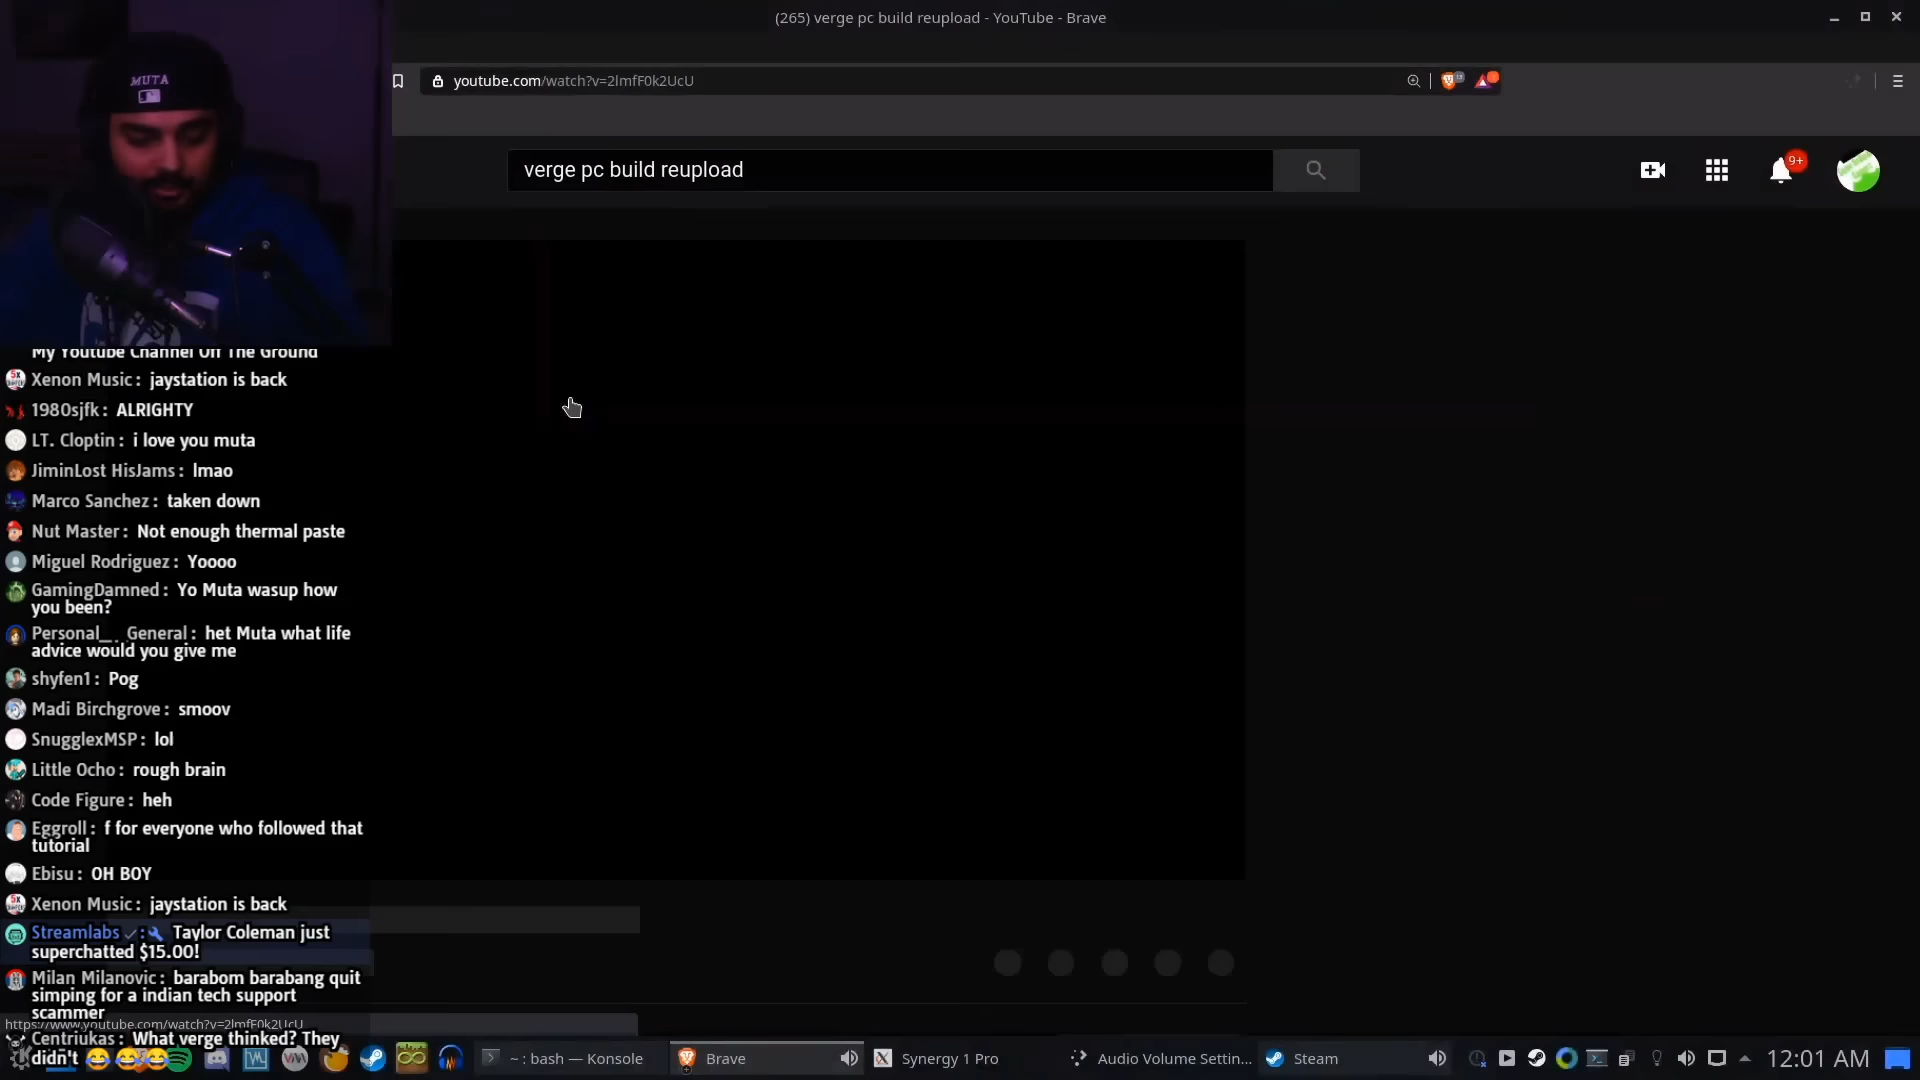 (265) verge pc build reupload - YouTube - Brave
MUTA
youtube.com/watch?v=2lmfF0k2UcU
verge pc build reupload
9+
My Youtube Channel Off The Ground
Xenon Music: jaystation is back
1980sjfk: ALRIGHTY
LT. Cloptin: i love you muta
JiminLost HisJams: lmao
Marco Sanchez: taken down
Nut Master: Not enough thermal paste
Miguel Rodriguez: Yoooo
GamingDamned: Yo Muta wasup how
you been?
Personal__ General: het Muta what life
advice would you give me
shyfen1: Pog
Madi Birchgrove: smoov
SnugglexMSP: lol
Little Ocho: rough brain
Code Figure: heh
Eggroll: f for everyone who followed that
tutorial
Ebisu: OH BOY
Xenon Music: jaystation is back
Streamlabs ✓:🔧 Taylor Coleman just
superchatted $15.00!
Milan Milanovic: barabom barabang quit
simping for a indian tech support
scammer
https://www.youtube.com/watch?v=2lmfF0k2UcU
Centriukas: What verge thinked? They
didn't 😂😂😂
~ : bash — Konsole
Brave
Synergy 1 Pro
Audio Volume Settin...
Steam
12:01 AM